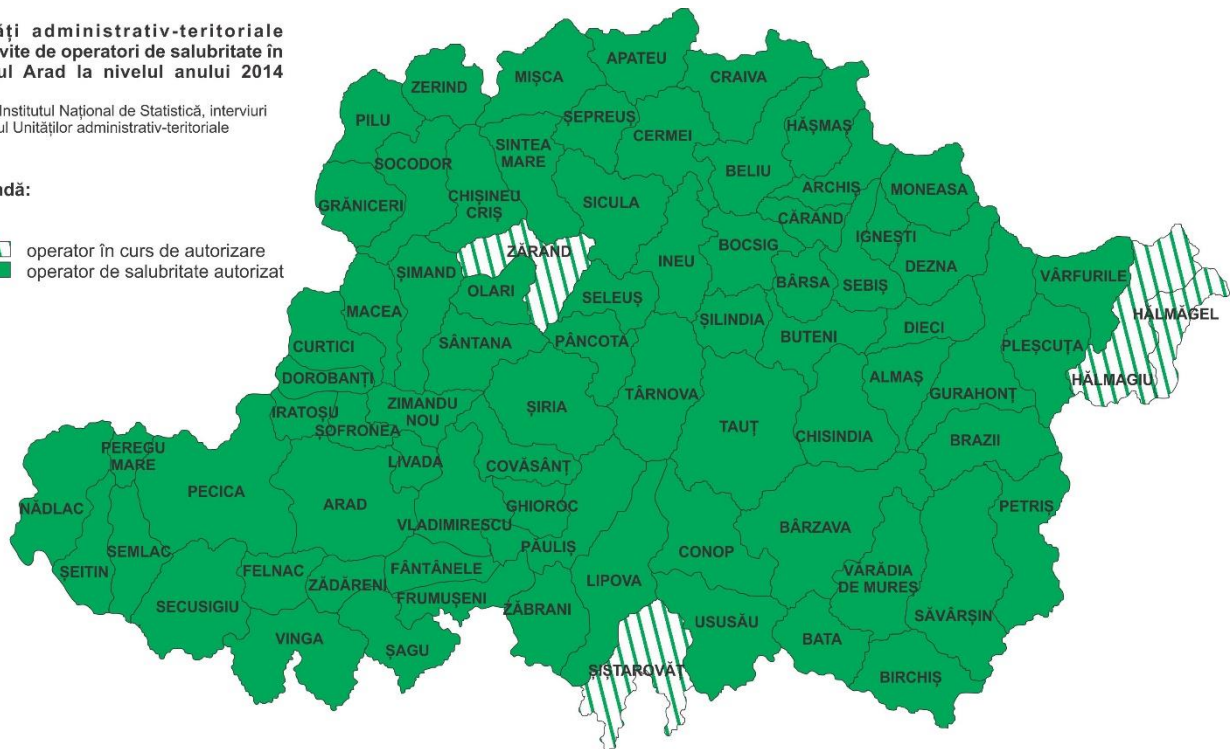 ăți administrativ-teritoriale
vite de operatori de salubritate în
ul Arad la nivelul anului 2014
Institutul Național de Statistică, interviuri
ul Unităților administrativ-teritoriale
ndă:
operator în curs de autorizare
operator de salubritate autorizat
APATEU
MIȘCA
CRAIVA
ZERIND
PILU
ȘEPREUȘ
CERMEI
HĂȘMAȘ
SINTEA
MARE
SOCODOR
BELIU
ARCHIȘ
MONEASA
CHIȘINEU
CRIȘ
GRĂNICERI
SICULA
CĂRAND
IGNEȘTI
ZĂRAND
BOCSIG
INEU
DEZNA
ȘIMAND
VÂRFURILE
OLARI
SELEUȘ
BÂRSA
SEBIȘ
MACEA
HĂLMĂGEL
ȘILINDIA
DIECI
SÂNTANA
PÂNCOTA
BUTENI
CURTICI
PLEȘCUȚA
DOROBANȚI
ALMAȘ
HĂLMAGIU
GURAHONȚ
TÂRNOVA
ZIMANDU
NOU
ȘIRIA
IRATOȘU
ȘOFRONEA
TAUȚ
CHISINDIA
BRAZII
PEREGU
MARE
LIVADA
COVĂSÂNȚ
PECICA
ARAD
GHIOROC
PETRIȘ
NĂDLAC
VLADIMIRESCU
BÂRZAVA
PĂULIȘ
SEMLAC
CONOP
ȘEITIN
FELNAC
FÂNTÂNELE
ZĂDĂRENI
LIPOVA
VĂRĂDIA
DE MUREȘ
FRUMUȘENI
SECUSIGIU
ZĂBRANI
SĂVÂRȘIN
USUSĂU
VINGA
BATA
ȘAGU
ȘIȘTAROVĂȚ
BIRCHIȘ